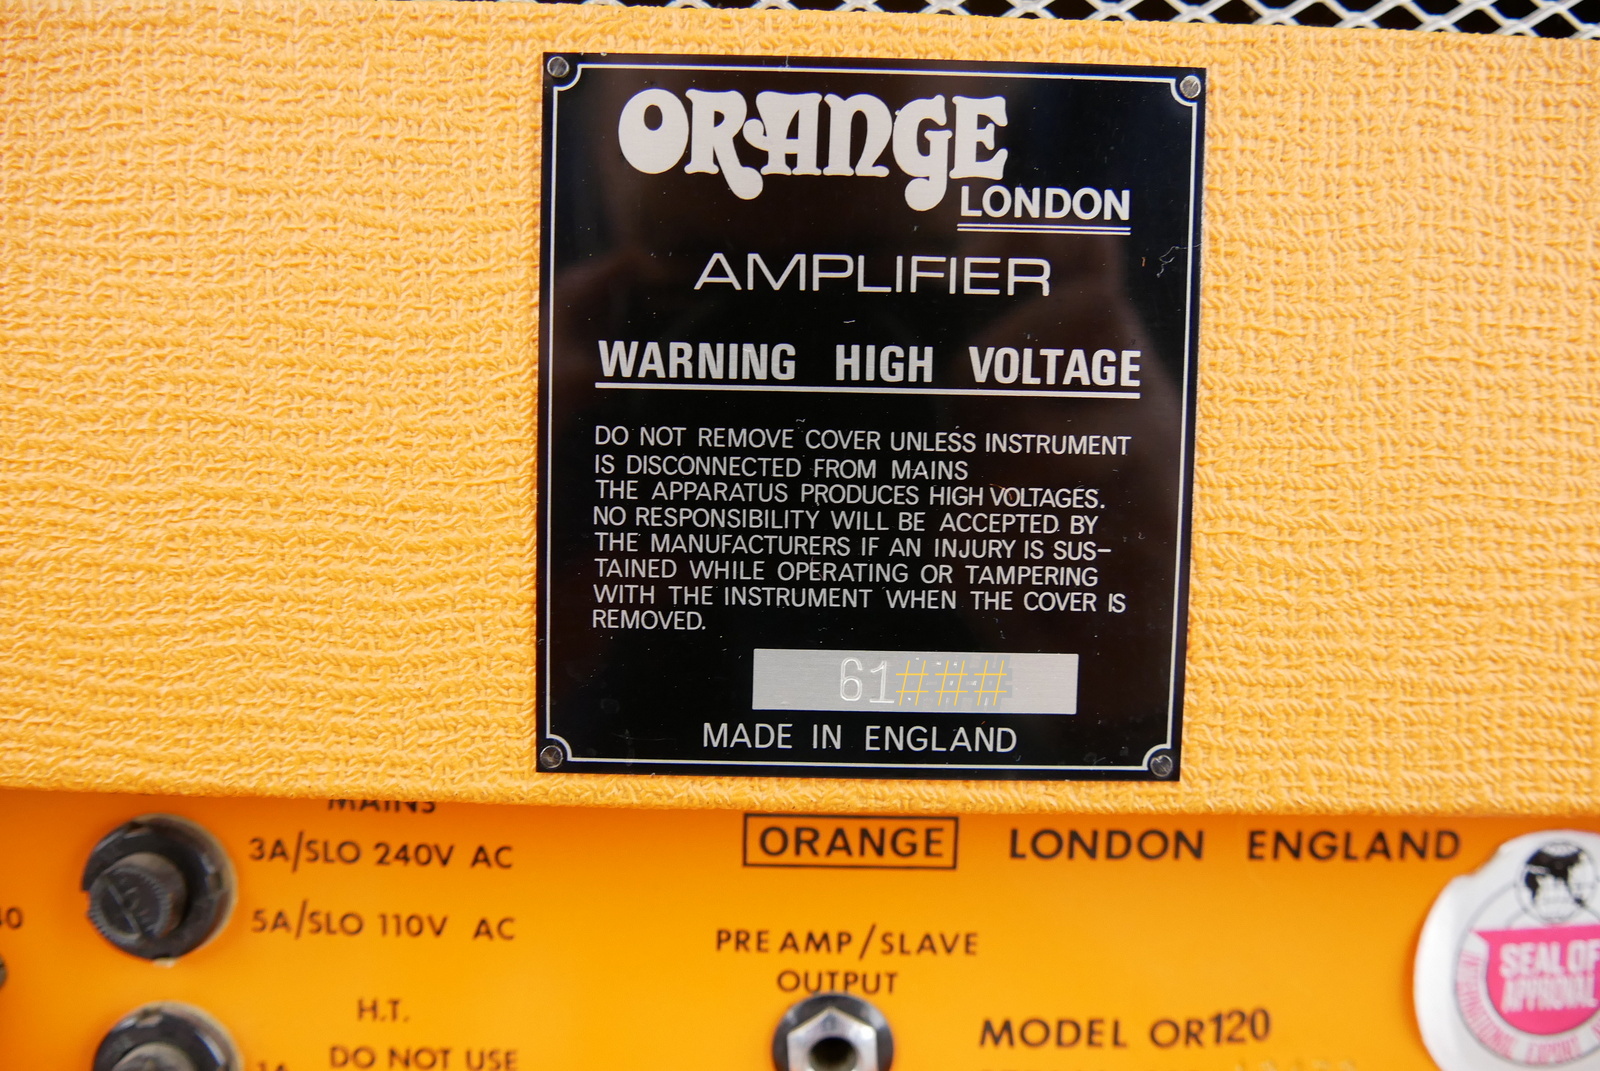 ORANGE
LONDON
AMPLIFIER
WARNING HIGH VOLTAGE
DO NOT REMOVE COVER UNLESS INSTRUMENT
IS DISCONNECTED FROM MAINS
THE APPARATUS PRODUCES HIGH VOLTAGES.
NO RESPONSIBILITY WILL BE ACCEPTED BY
THE MANUFACTURERS IF AN INJURY IS SUS-
TAINED WHILE OPERATING OR TAMPERING
WITH THE INSTRUMENT WHEN THE COVER IS
REMOVED.
61###
MADE IN ENGLAND
MAINS
3A/SLO 240V AC
5A/SLO 110V AC
H.T.
DO NOT USE
ORANGE LONDON ENGLAND
PRE AMP/SLAVE
OUTPUT
MODEL OR120
SEAL OF
APPROVAL
INTERNATIONAL EXPORT